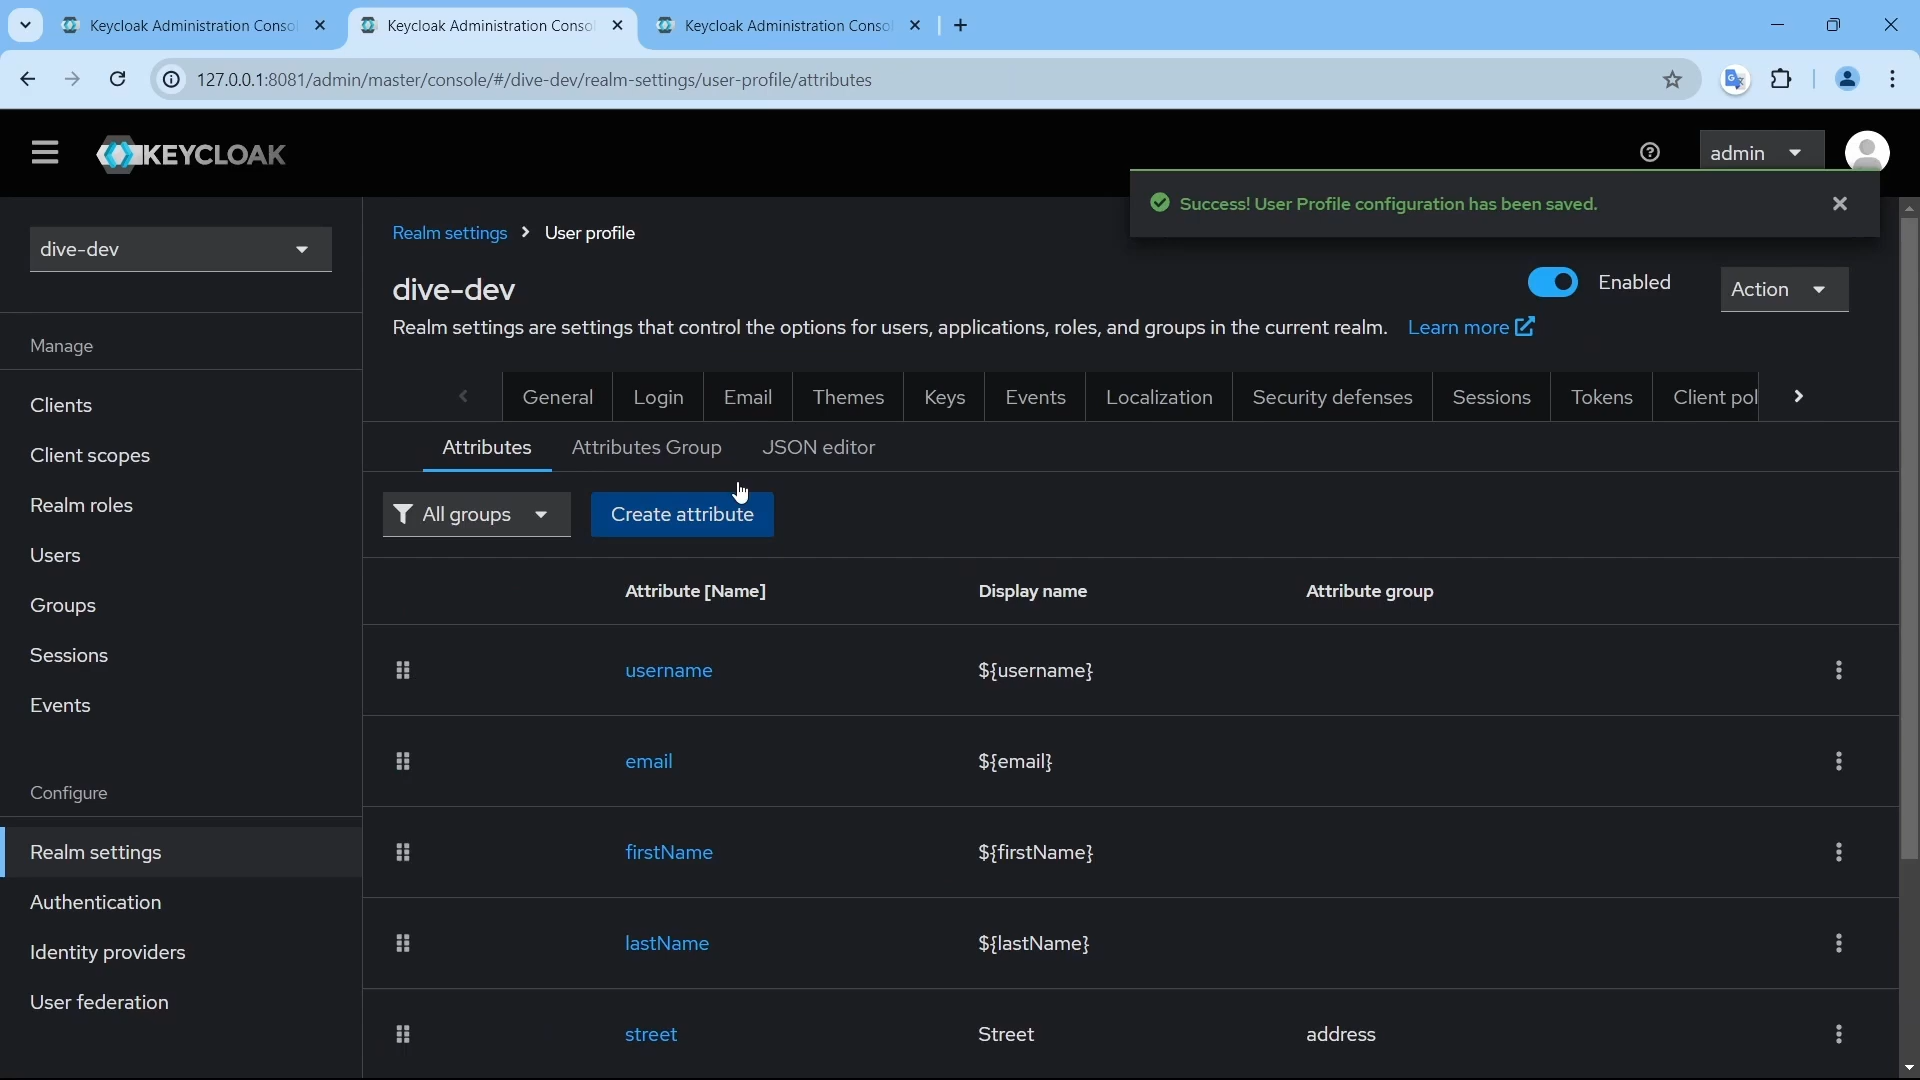 Keycloak Administration Consol
Keycloak Administration Consol
Keycloak Administration Consol
127.0.0.1:8081/admin/master/console/#/dive-dev/realm-settings/user-profile/attributes
KEYCLOAK
admin
Success! User Profile configuration has been saved.
dive-dev
Manage
Clients
Client scopes
Realm roles
Users
Groups
Sessions
Events
Configure
Realm settings
Authentication
Identity providers
User federation
Realm settings User profile
dive-dev
Enabled
Action
Realm settings are settings that control the options for users, applications, roles, and groups in the current realm. Learn more
General Login Email Themes Keys Events Localization Security defenses Sessions Tokens Client pol
Attributes Attributes Group JSON editor
All groups Create attribute
Attribute [Name] Display name Attribute group
username ${username}
email ${email}
firstName ${firstName}
lastName ${lastName}
street Street address